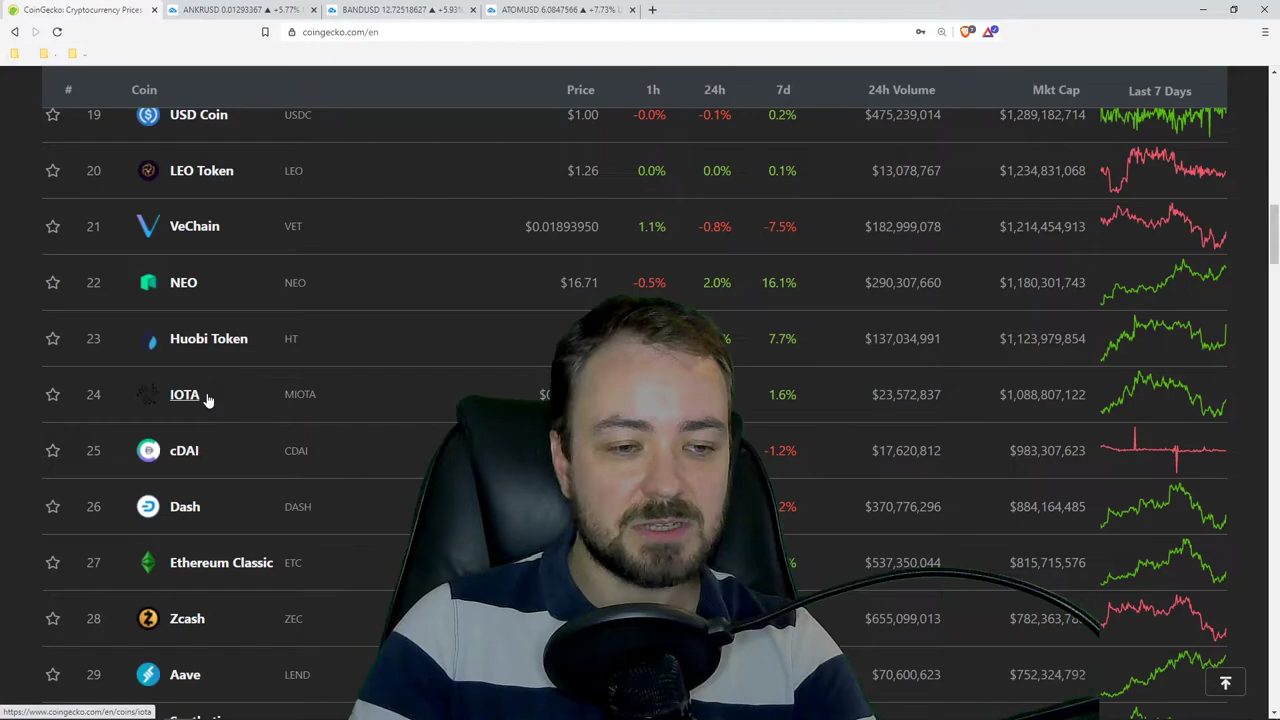 CoinGecko: Cryptocurrency Prices
ANKRUSD 0.01293367 ▲ +5.77%
BANDUSD 12.72518627 ▲ +5.93%
ATOMUSD 6.0847566 ▲ +7.73%
coingecko.com/en
# Coin Price 1h 24h 7d 24h Volume Mkt Cap Last 7 Days
19 USD Coin USDC $1.00 -0.0% -0.1% 0.2% $475,239,014 $1,289,182,714
20 LEO Token LEO $1.26 0.0% 0.0% 0.1% $13,078,767 $1,234,831,068
21 VeChain VET $0.01893950 1.1% -0.8% -7.5% $182,999,078 $1,214,454,913
22 NEO NEO $16.71 -0.5% 2.0% 16.1% $290,307,660 $1,180,301,743
23 Huobi Token HT % 7.7% $137,034,991 $1,123,979,854
24 IOTA MIOTA 1.6% $23,572,837 $1,088,807,122
25 cDAI CDAI -1.2% $17,620,812 $983,307,623
26 Dash DASH 2% $370,776,296 $884,164,485
27 Ethereum Classic ETC % $537,350,044 $815,715,576
28 Zcash ZEC $655,099,013
29 Aave LEND $70,600,623 $752,324,792
https://www.coingecko.com/en/coins/iota